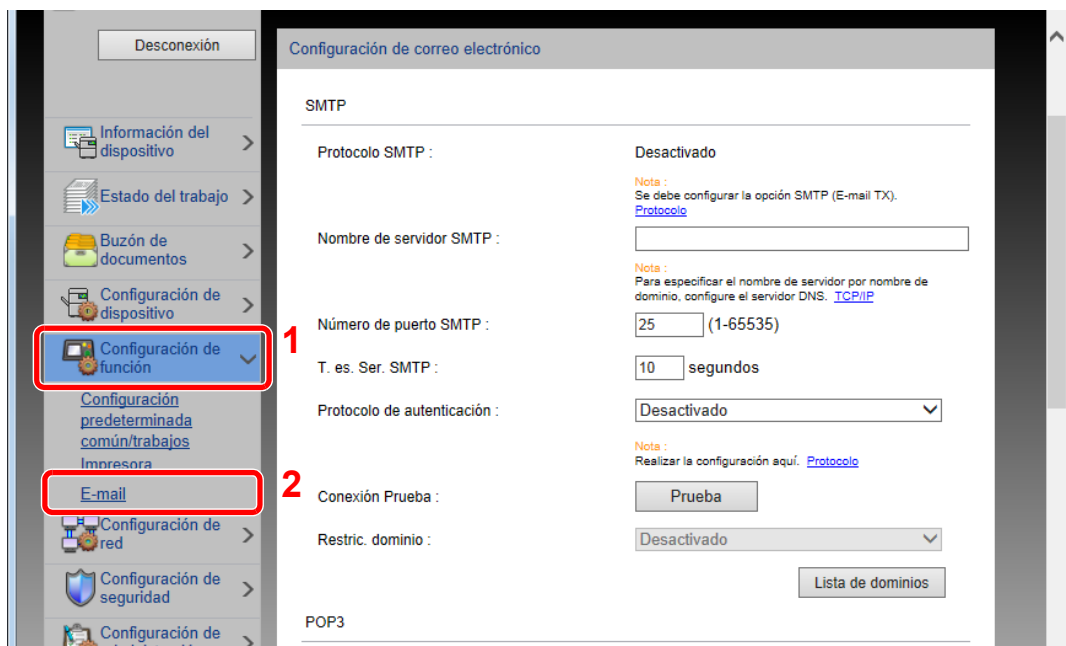 Desconexión
Información del
dispositivo
Estado del trabajo
Buzón de
documentos
Configuración de
dispositivo
1
Configuración de
función
Configuración
predeterminada
común/trabajos
Impresora
2
E-mail
Configuración de
red
Configuración de
seguridad
Configuración de
Configuración de correo electrónico
SMTP
Protocolo SMTP :
Desactivado
Nota :
Se debe configurar la opción SMTP (E-mail TX).
Protocolo
Nombre de servidor SMTP :
Nota :
Para especificar el nombre de servidor por nombre de
dominio, configure el servidor DNS. TCP/IP
Número de puerto SMTP :
25 (1-65535)
T. es. Ser. SMTP :
10 segundos
Protocolo de autenticación :
Desactivado
Nota :
Realizar la configuración aquí. Protocolo
Conexión Prueba :
Prueba
Restric. dominio :
Desactivado
Lista de dominios
POP3